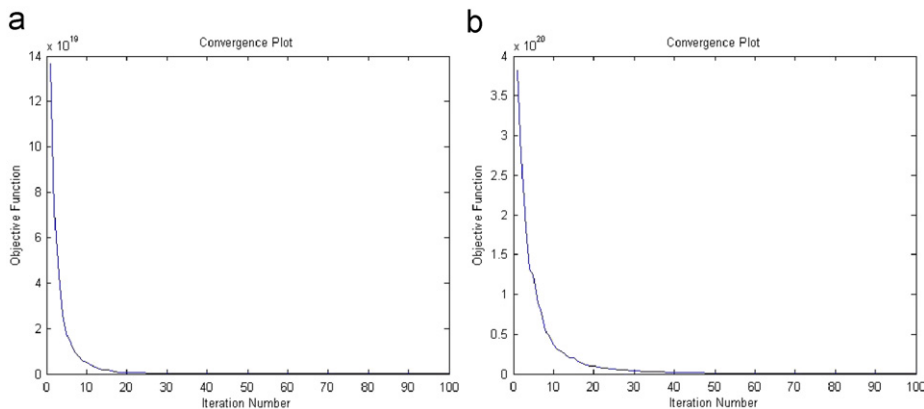 a
x 10^19
Convergence Plot
14
12
10
8
6
4
2
0
Objective Function
0 10 20 30 40 50 60 70 80 90 100
Iteration Number
b
x 10^20
Convergence Plot
4
3.5
3
2.5
2
1.5
1
0.5
0
Objective Function
0 10 20 30 40 50 60 70 80 90 100
Iteration Number